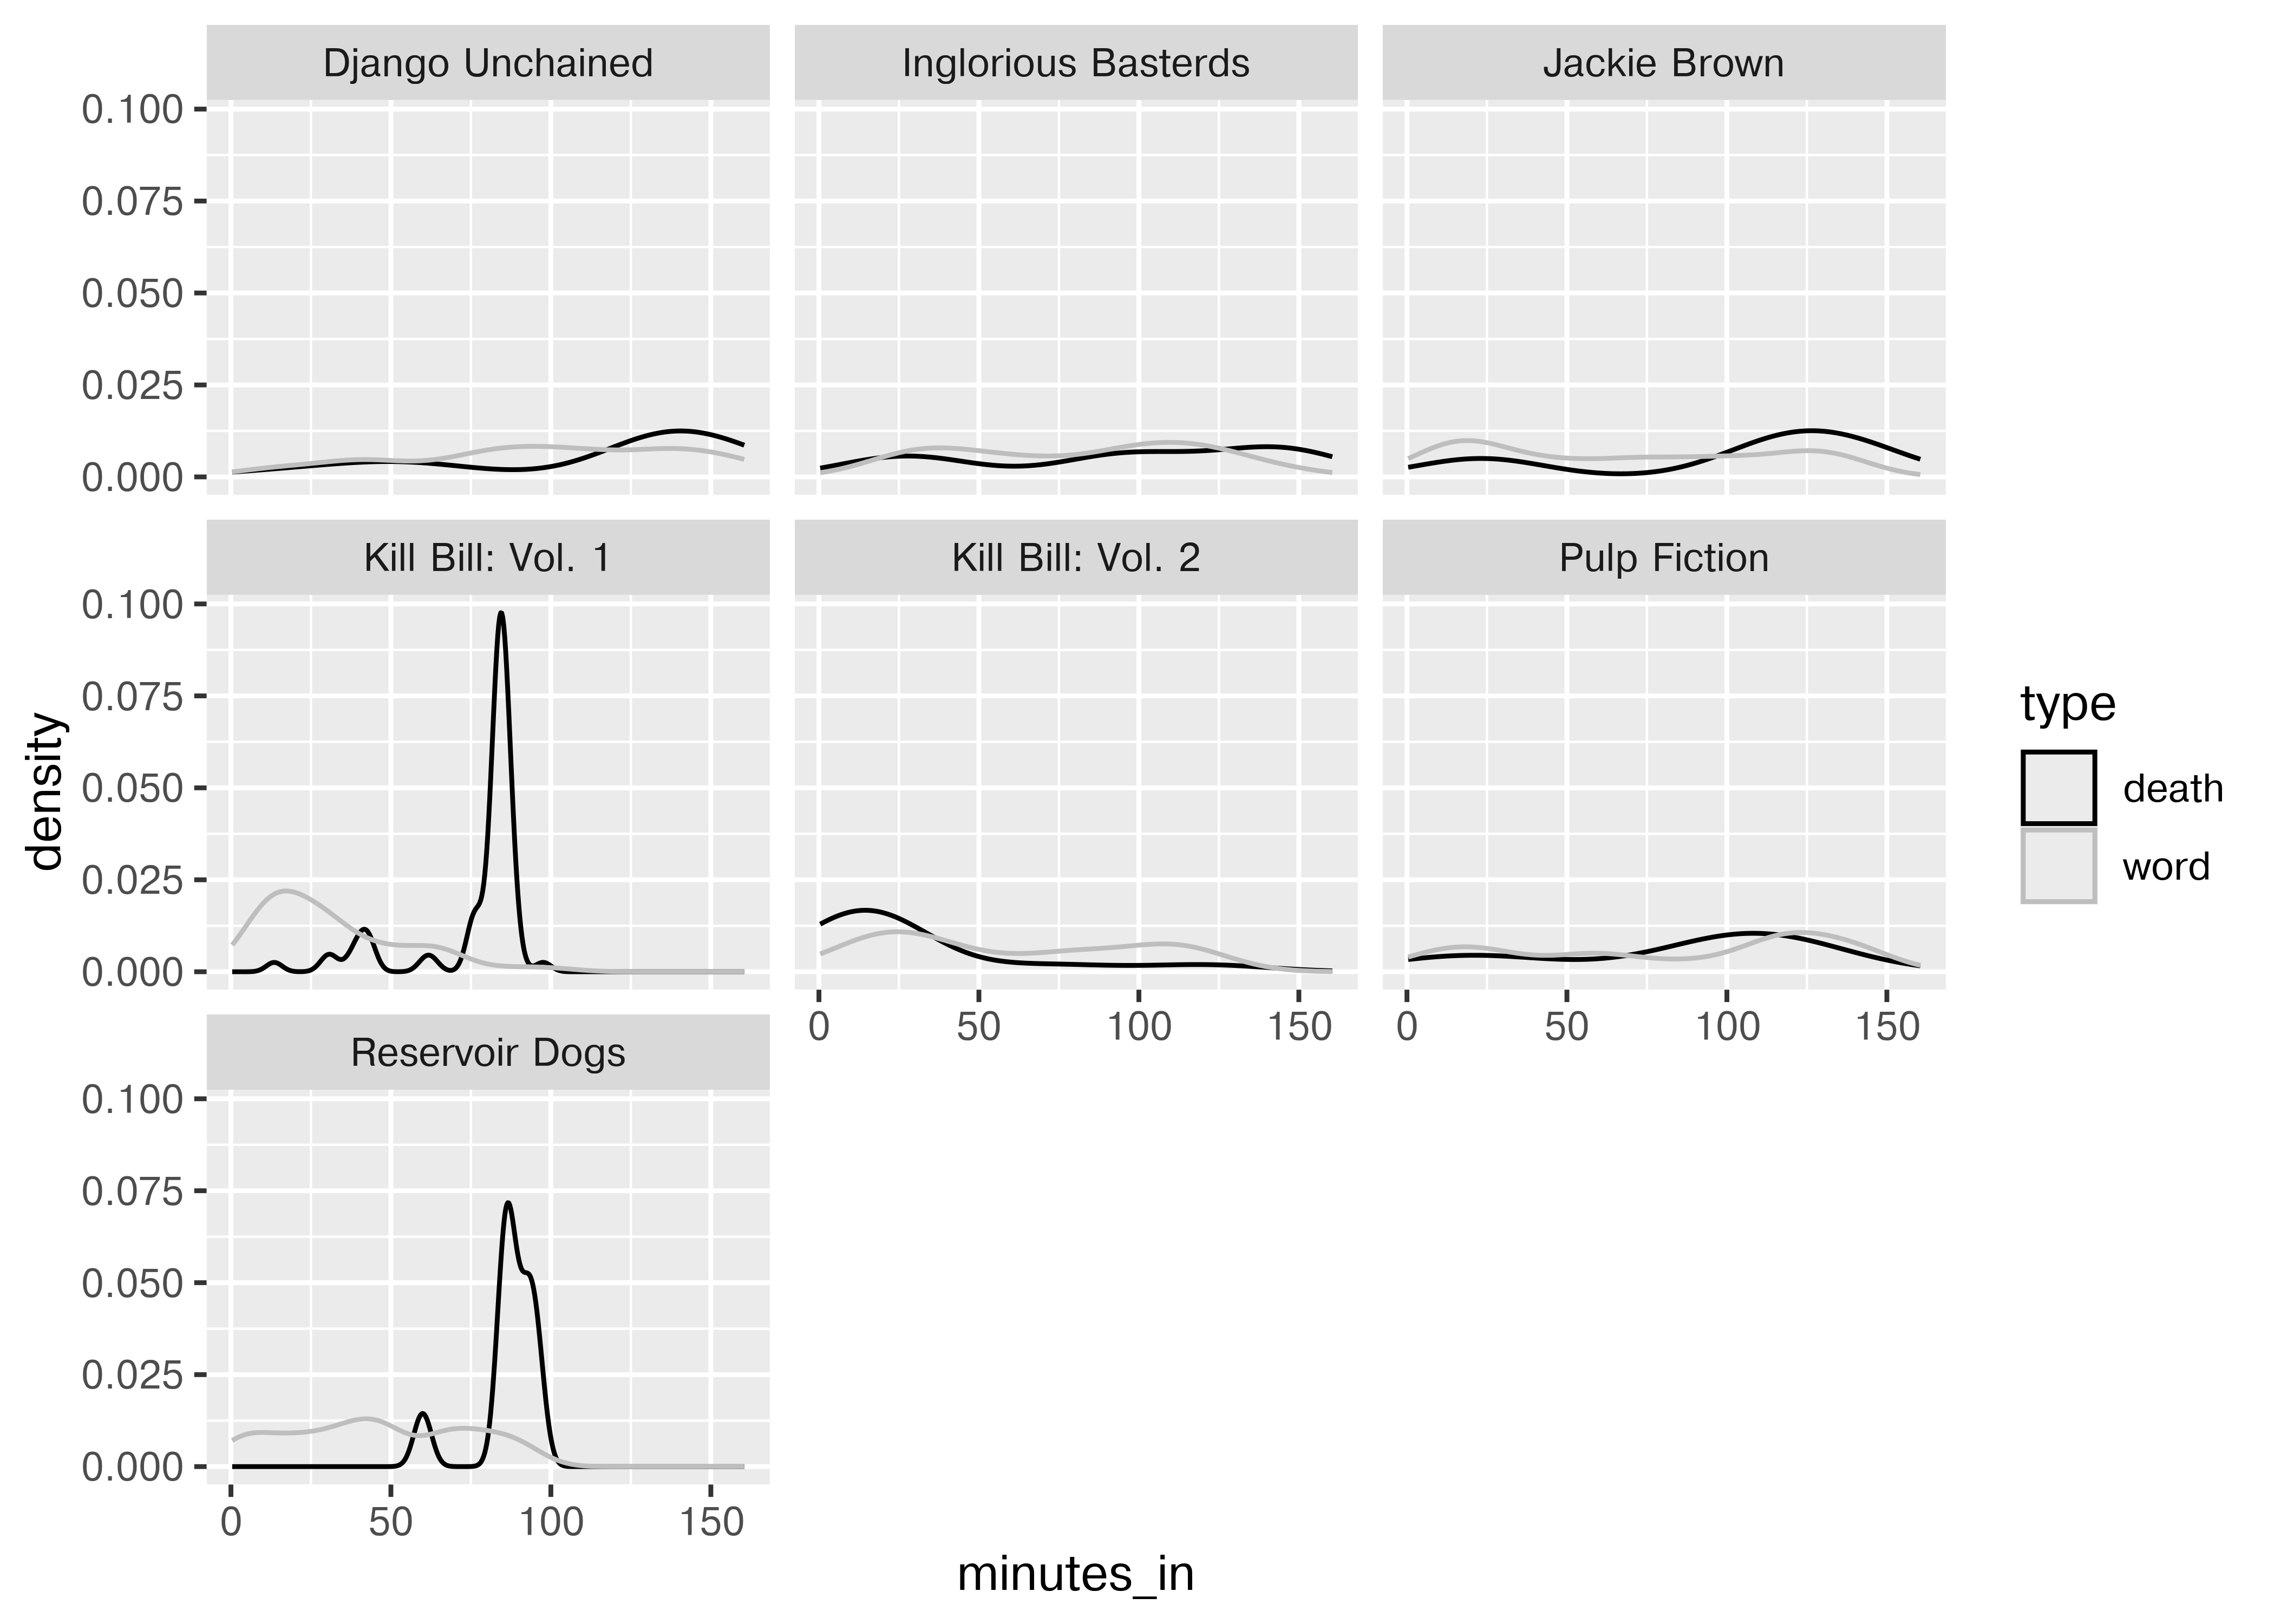 Django Unchained
Inglorious Basterds
Jackie Brown
0.100
0.075
0.050
0.025
0.000
Kill Bill: Vol. 1
Kill Bill: Vol. 2
Pulp Fiction
0.100
0.075
0.050
0.025
0.000
0 50 100 150
0 50 100 150
Reservoir Dogs
0.100
0.075
0.050
0.025
0.000
0 50 100 150
minutes_in
density
type
death
word